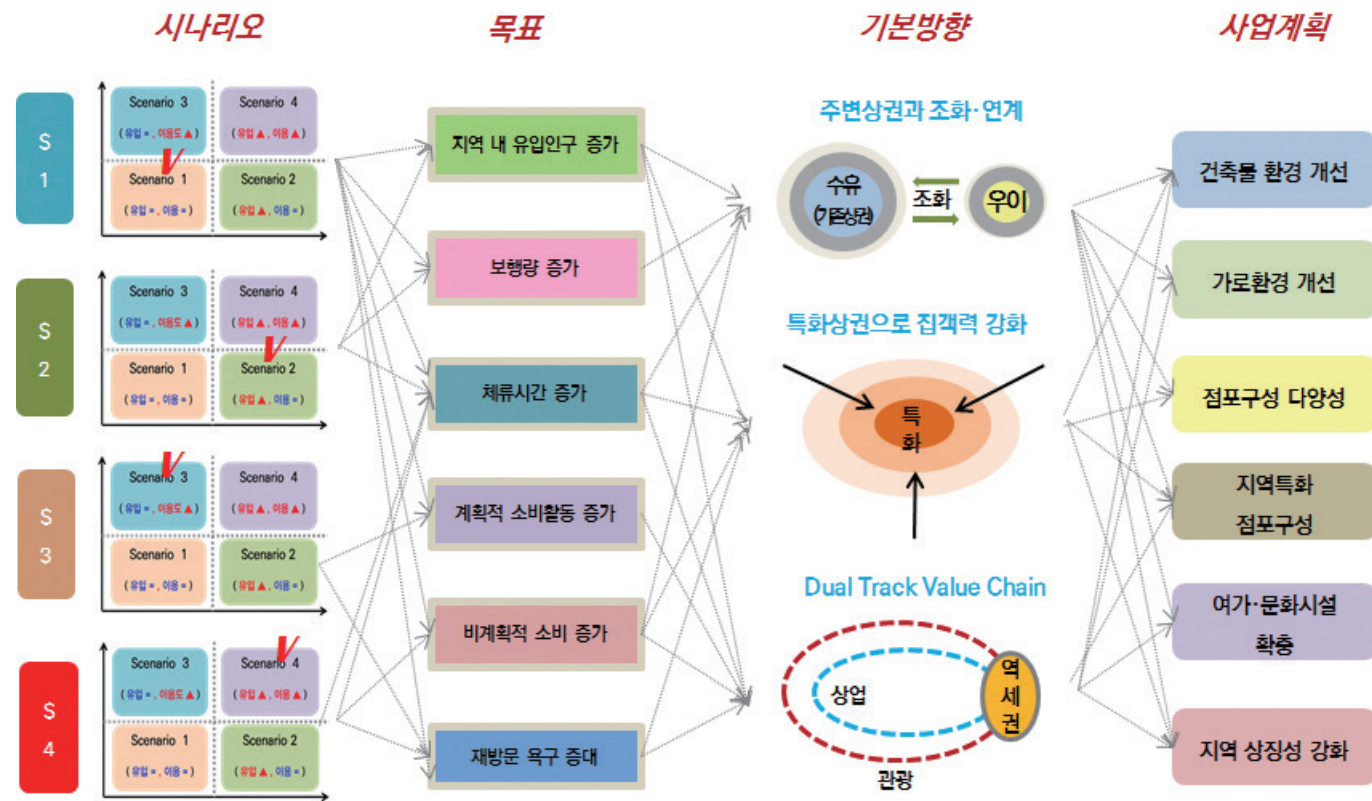 시나리오
목표
기본방향
사업계획
S
1
Scenario 3
(유입 =, 이용도 ▲)
Scenario 4
(유입 ▲, 이용 ▲)
Scenario 1
(유입 =, 이용 =)
Scenario 2
(유입 ▲, 이용 =)
S
2
Scenario 3
(유입 =, 이용도 ▲)
Scenario 4
(유입 ▲, 이용 ▲)
Scenario 1
(유입 =, 이용 =)
Scenario 2
(유입 ▲, 이용 =)
S
3
Scenario 3
(유입 =, 이용도 ▲)
Scenario 4
(유입 ▲, 이용 ▲)
Scenario 1
(유입 =, 이용 =)
Scenario 2
(유입 ▲, 이용 =)
S
4
Scenario 3
(유입 =, 이용도 ▲)
Scenario 4
(유입 ▲, 이용 ▲)
Scenario 1
(유입 =, 이용 =)
Scenario 2
(유입 ▲, 이용 =)
지역 내 유입인구 증가
보행량 증가
체류시간 증가
계획적 소비활동 증가
비계획적 소비 증가
재방문 욕구 증대
주변상권과 조화·연계
수유
(기존상권)
조화
우이
특화상권으로 집객력 강화
특
화
Dual Track Value Chain
상업
역
세
권
관광
건축물 환경 개선
가로환경 개선
점포구성 다양성
지역특화
점포구성
여가·문화시설
확충
지역 상징성 강화